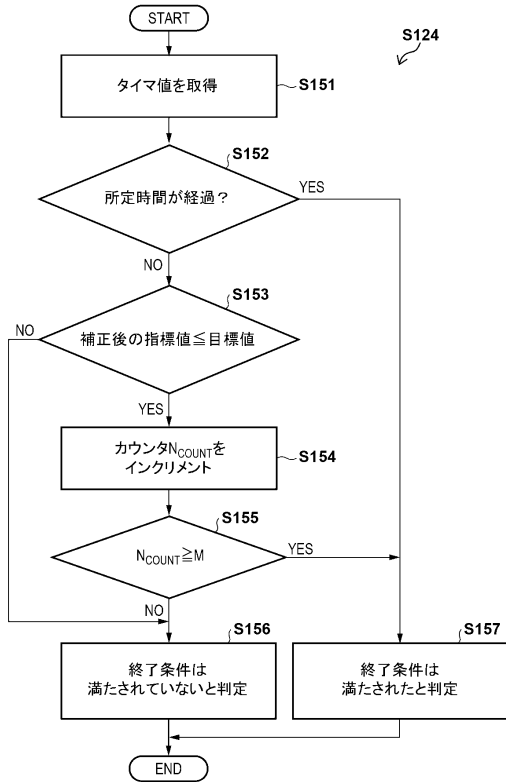 START
S124
タイマ値を取得
S151
S152
所定時間が経過？
YES
NO
S153
NO
補正後の指標値≦目標値
YES
カウンタNCOUNTを
インクリメント
S154
S155
NCOUNT≧M
YES
NO
S156
S157
終了条件は
満たされていないと判定
終了条件は
満たされたと判定
END